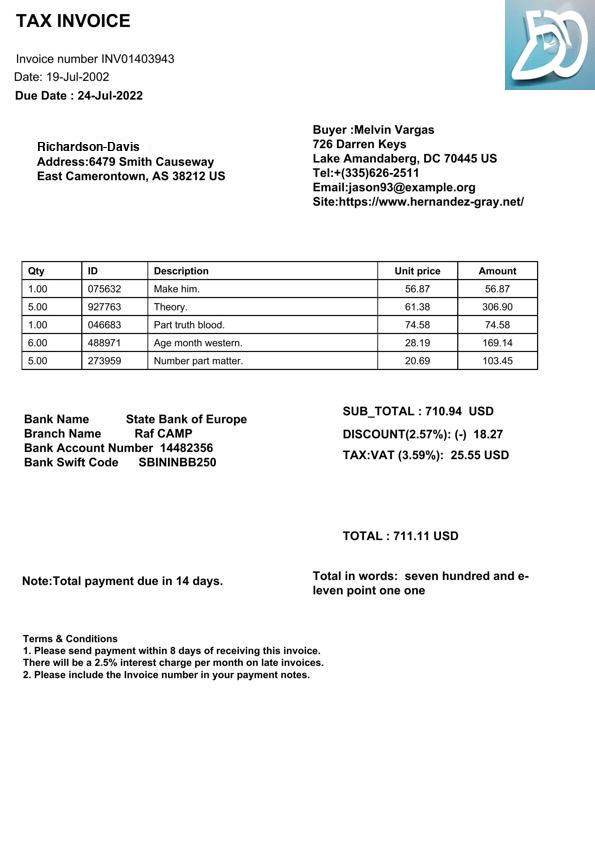 TAX INVOICE
Invoice number INV01403943
Date: 19-Jul-2002
Due Date : 24-Jul-2022
Richardson-Davis
Address:6479 Smith Causeway
East Camerontown, AS 38212 US
Buyer :Melvin Vargas
726 Darren Keys
Lake Amandaberg, DC 70445 US
Tel:+(335)626-2511
Email:jason93@example.org
Site:https://www.hernandez-gray.net/
Qty ID Description Unit price Amount
1.00 075632 Make him. 56.87 56.87
5.00 927763 Theory. 61.38 306.90
1.00 046683 Part truth blood. 74.58 74.58
6.00 488971 Age month western. 28.19 169.14
5.00 273959 Number part matter. 20.69 103.45
Bank Name State Bank of Europe
Branch Name Raf CAMP
Bank Account Number 14482356
Bank Swift Code SBININBB250
SUB_TOTAL : 710.94 USD
DISCOUNT(2.57%): (-) 18.27
TAX:VAT (3.59%): 25.55 USD
TOTAL : 711.11 USD
Note:Total payment due in 14 days.
Total in words: seven hundred and e-
leven point one one
Terms & Conditions
1. Please send payment within 8 days of receiving this invoice.
There will be a 2.5% interest charge per month on late invoices.
2. Please include the Invoice number in your payment notes.